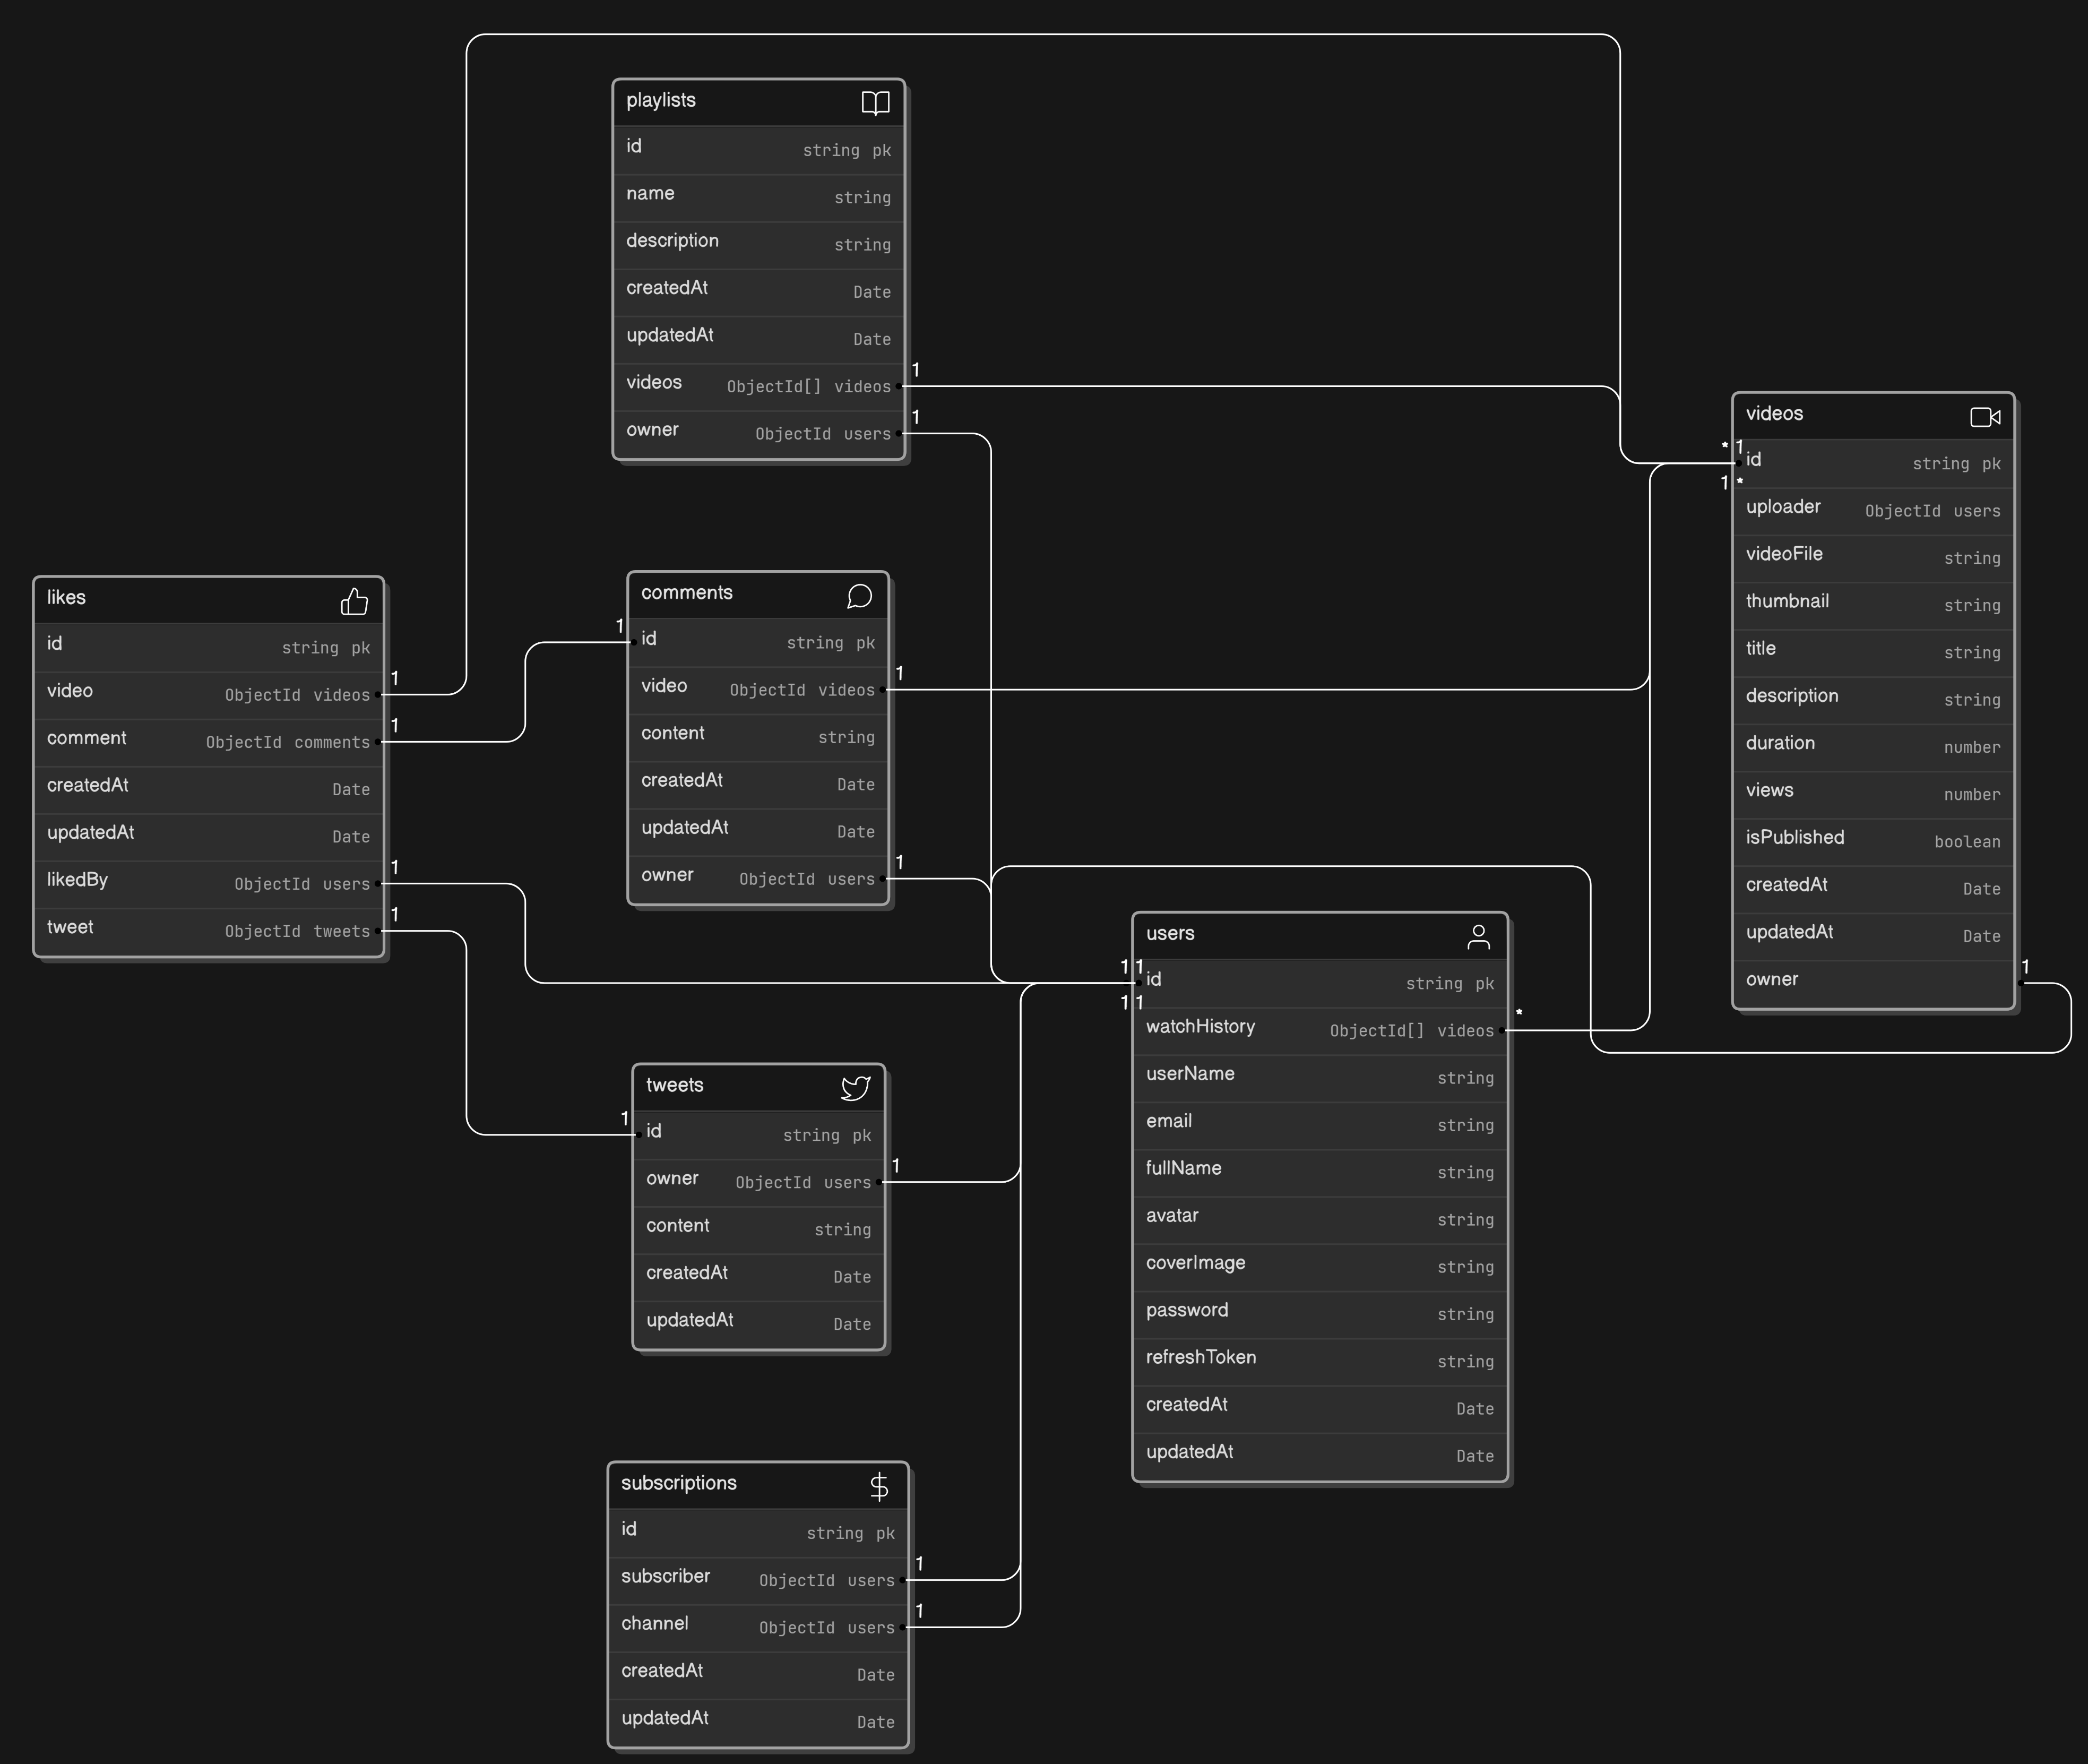 playlists
id string pk
name string
description string
createdAt Date
updatedAt Date
videos ObjectId[] videos 1
owner ObjectId users 1
videos
* 1
id string pk
1 *
uploader ObjectId users
videoFile string
thumbnail string
title string
description string
duration number
views number
isPublished boolean
createdAt Date
updatedAt Date
owner 1
likes
id string pk
video ObjectId videos 1
comment ObjectId comments 1
createdAt Date
updatedAt Date
likedBy ObjectId users 1
tweet ObjectId tweets 1
comments
1 id string pk
video ObjectId videos 1
content string
createdAt Date
updatedAt Date
owner ObjectId users 1
users
1 1
id string pk
1 1
watchHistory ObjectId[] videos *
userName string
email string
fullName string
avatar string
coverImage string
password string
refreshToken string
createdAt Date
updatedAt Date
tweets
1 id string pk
owner ObjectId users 1
content string
createdAt Date
updatedAt Date
subscriptions
id string pk
subscriber ObjectId users 1
channel ObjectId users 1
createdAt Date
updatedAt Date